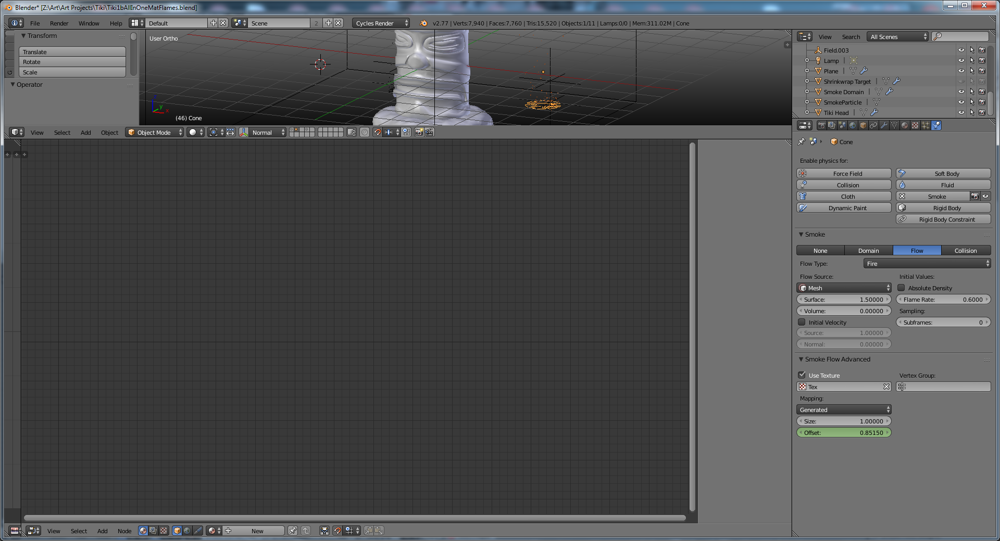 Blender* [Z:\Art\Art Projects\Tiki\Tiki1bAllInOneMatFlames.blend]
File Render Window Help Default Scene 2 Cycles Render v2.77 | Verts:7,940 | Faces:7,760 | Tris:15,520 | Objects:1/11 | Lamps:0/0 | Mem:311.02M | Cone
Transform
Translate
Rotate
Scale
G
Operator
User Ortho
z
y
x
(46) Cone
View Select Add Object Object Mode Normal
View Search All Scenes
Field.003
Lamp
Plane
Shrinkwrap Target
Smoke Domain
SmokeParticle
Tiki Head
Cone
Enable physics for:
Force Field Soft Body
Collision Fluid
Cloth Smoke
Dynamic Paint Rigid Body
Rigid Body Constraint
Smoke
None Domain Flow Collision
Flow Type: Fire
Flow Source: Initial Values:
Mesh Absolute Density
Surface: 1.50000 Flame Rate: 0.6000
Volume: 0.00000 Sampling:
Initial Velocity Subframes: 0
Source: 1.00000
Normal: 0.00000
Smoke Flow Advanced
Use Texture Vertex Group:
Tex
Mapping:
Generated
Size: 1.00000
Offset: 0.85150
View Select Add Node New